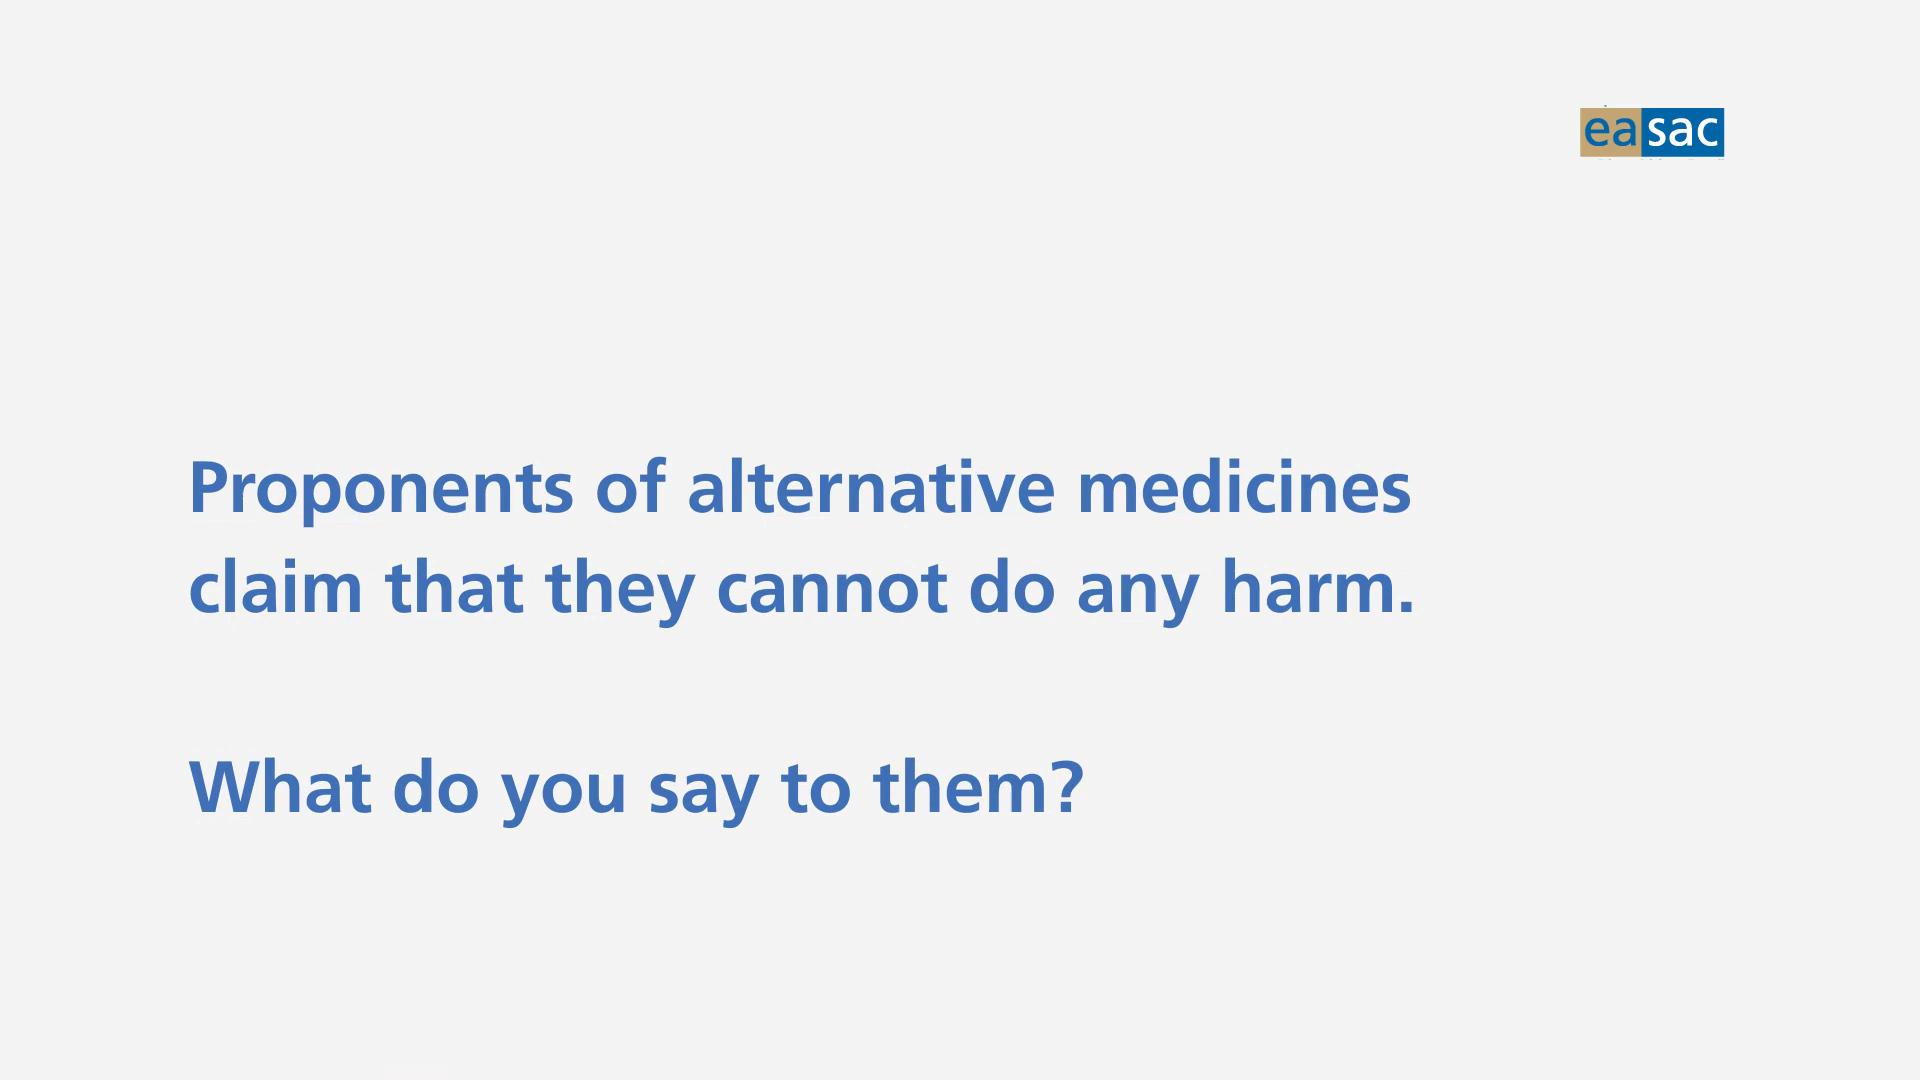 easac
Proponents of alternative medicines
claim that they cannot do any harm.
What do you say to them?